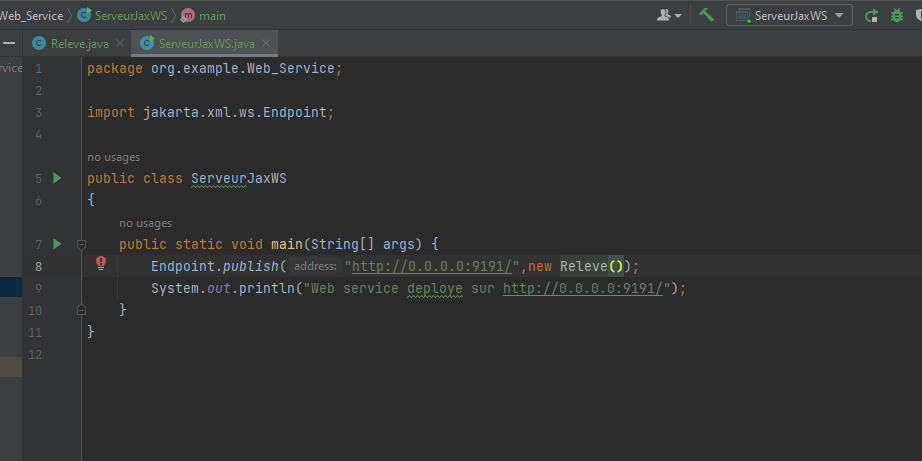 Web_Service 〉 ServeurJaxWS 〉 main
ServeurJaxWS
Releve.java
ServeurJaxWS.java
rvice
1 package org.example.Web_Service;
2
3 import jakarta.xml.ws.Endpoint;
4
no usages
5 public class ServeurJaxWS
6 {
no usages
7 public static void main(String[] args) {
8 Endpoint.publish( address: "http://0.0.0.0:9191/",new Releve());
9 System.out.println("Web service deploye sur http://0.0.0.0:9191/");
10 }
11 }
12